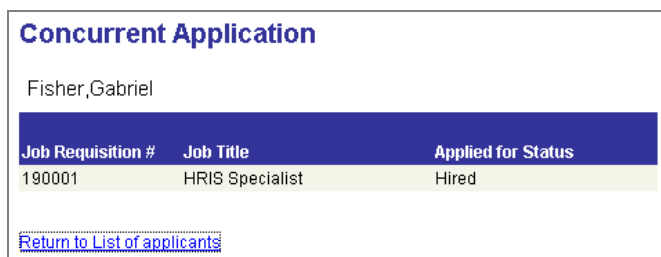 Concurrent Application
Fisher,Gabriel
Job Requisition # Job Title Applied for Status
190001 HRIS Specialist Hired
Return to List of applicants